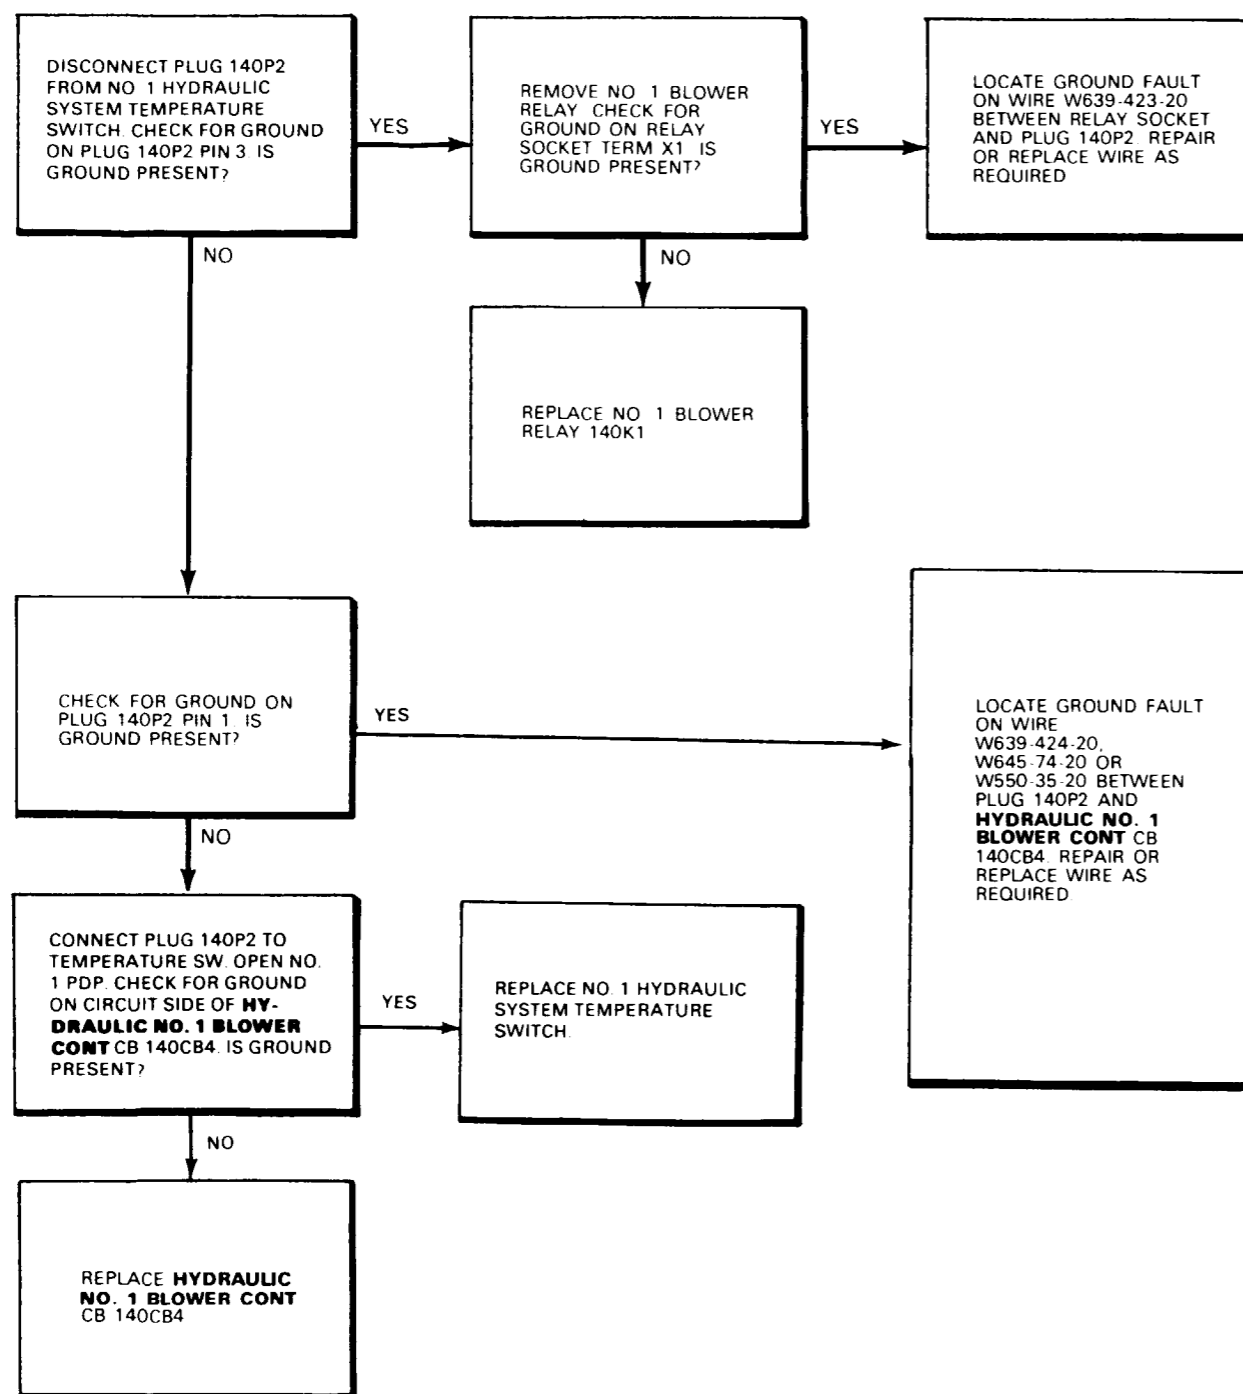 DISCONNECT PLUG 140P2
FROM NO. 1 HYDRAULIC
SYSTEM TEMPERATURE
SWITCH. CHECK FOR GROUND
ON PLUG 140P2 PIN 3. IS
GROUND PRESENT?
YES
REMOVE NO. 1 BLOWER
RELAY. CHECK FOR
GROUND ON RELAY
SOCKET TERM X1. IS
GROUND PRESENT?
YES
LOCATE GROUND FAULT
ON WIRE W639-423-20
BETWEEN RELAY SOCKET
AND PLUG 140P2. REPAIR
OR REPLACE WIRE AS
REQUIRED
NO
NO
REPLACE NO. 1 BLOWER
RELAY 140K1
CHECK FOR GROUND ON
PLUG 140P2 PIN 1. IS
GROUND PRESENT?
YES
LOCATE GROUND FAULT
ON WIRE
W639-424-20,
W645-74-20 OR
W550-35-20 BETWEEN
PLUG 140P2 AND
HYDRAULIC NO. 1
BLOWER CONT CB
140CB4. REPAIR OR
REPLACE WIRE AS
REQUIRED.
NO
CONNECT PLUG 140P2 TO
TEMPERATURE SW. OPEN NO.
1 PDP. CHECK FOR GROUND
ON CIRCUIT SIDE OF HY-
DRAULIC NO. 1 BLOWER
CONT CB 140CB4. IS GROUND
PRESENT?
YES
REPLACE NO. 1 HYDRAULIC
SYSTEM TEMPERATURE
SWITCH.
NO
REPLACE HYDRAULIC
NO. 1 BLOWER CONT
CB 140CB4